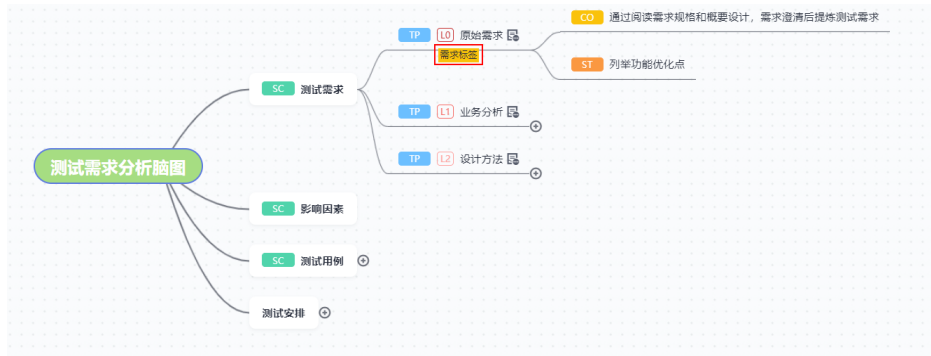 CO 通过阅读需求规格和概要设计，需求澄清后提炼测试需求
TP L0 原始需求
需求标签
ST 列举功能优化点
SC 测试需求
TP L1 业务分析
TP L2 设计方法
测试需求分析脑图
SC 影响因素
SC 测试用例
测试安排